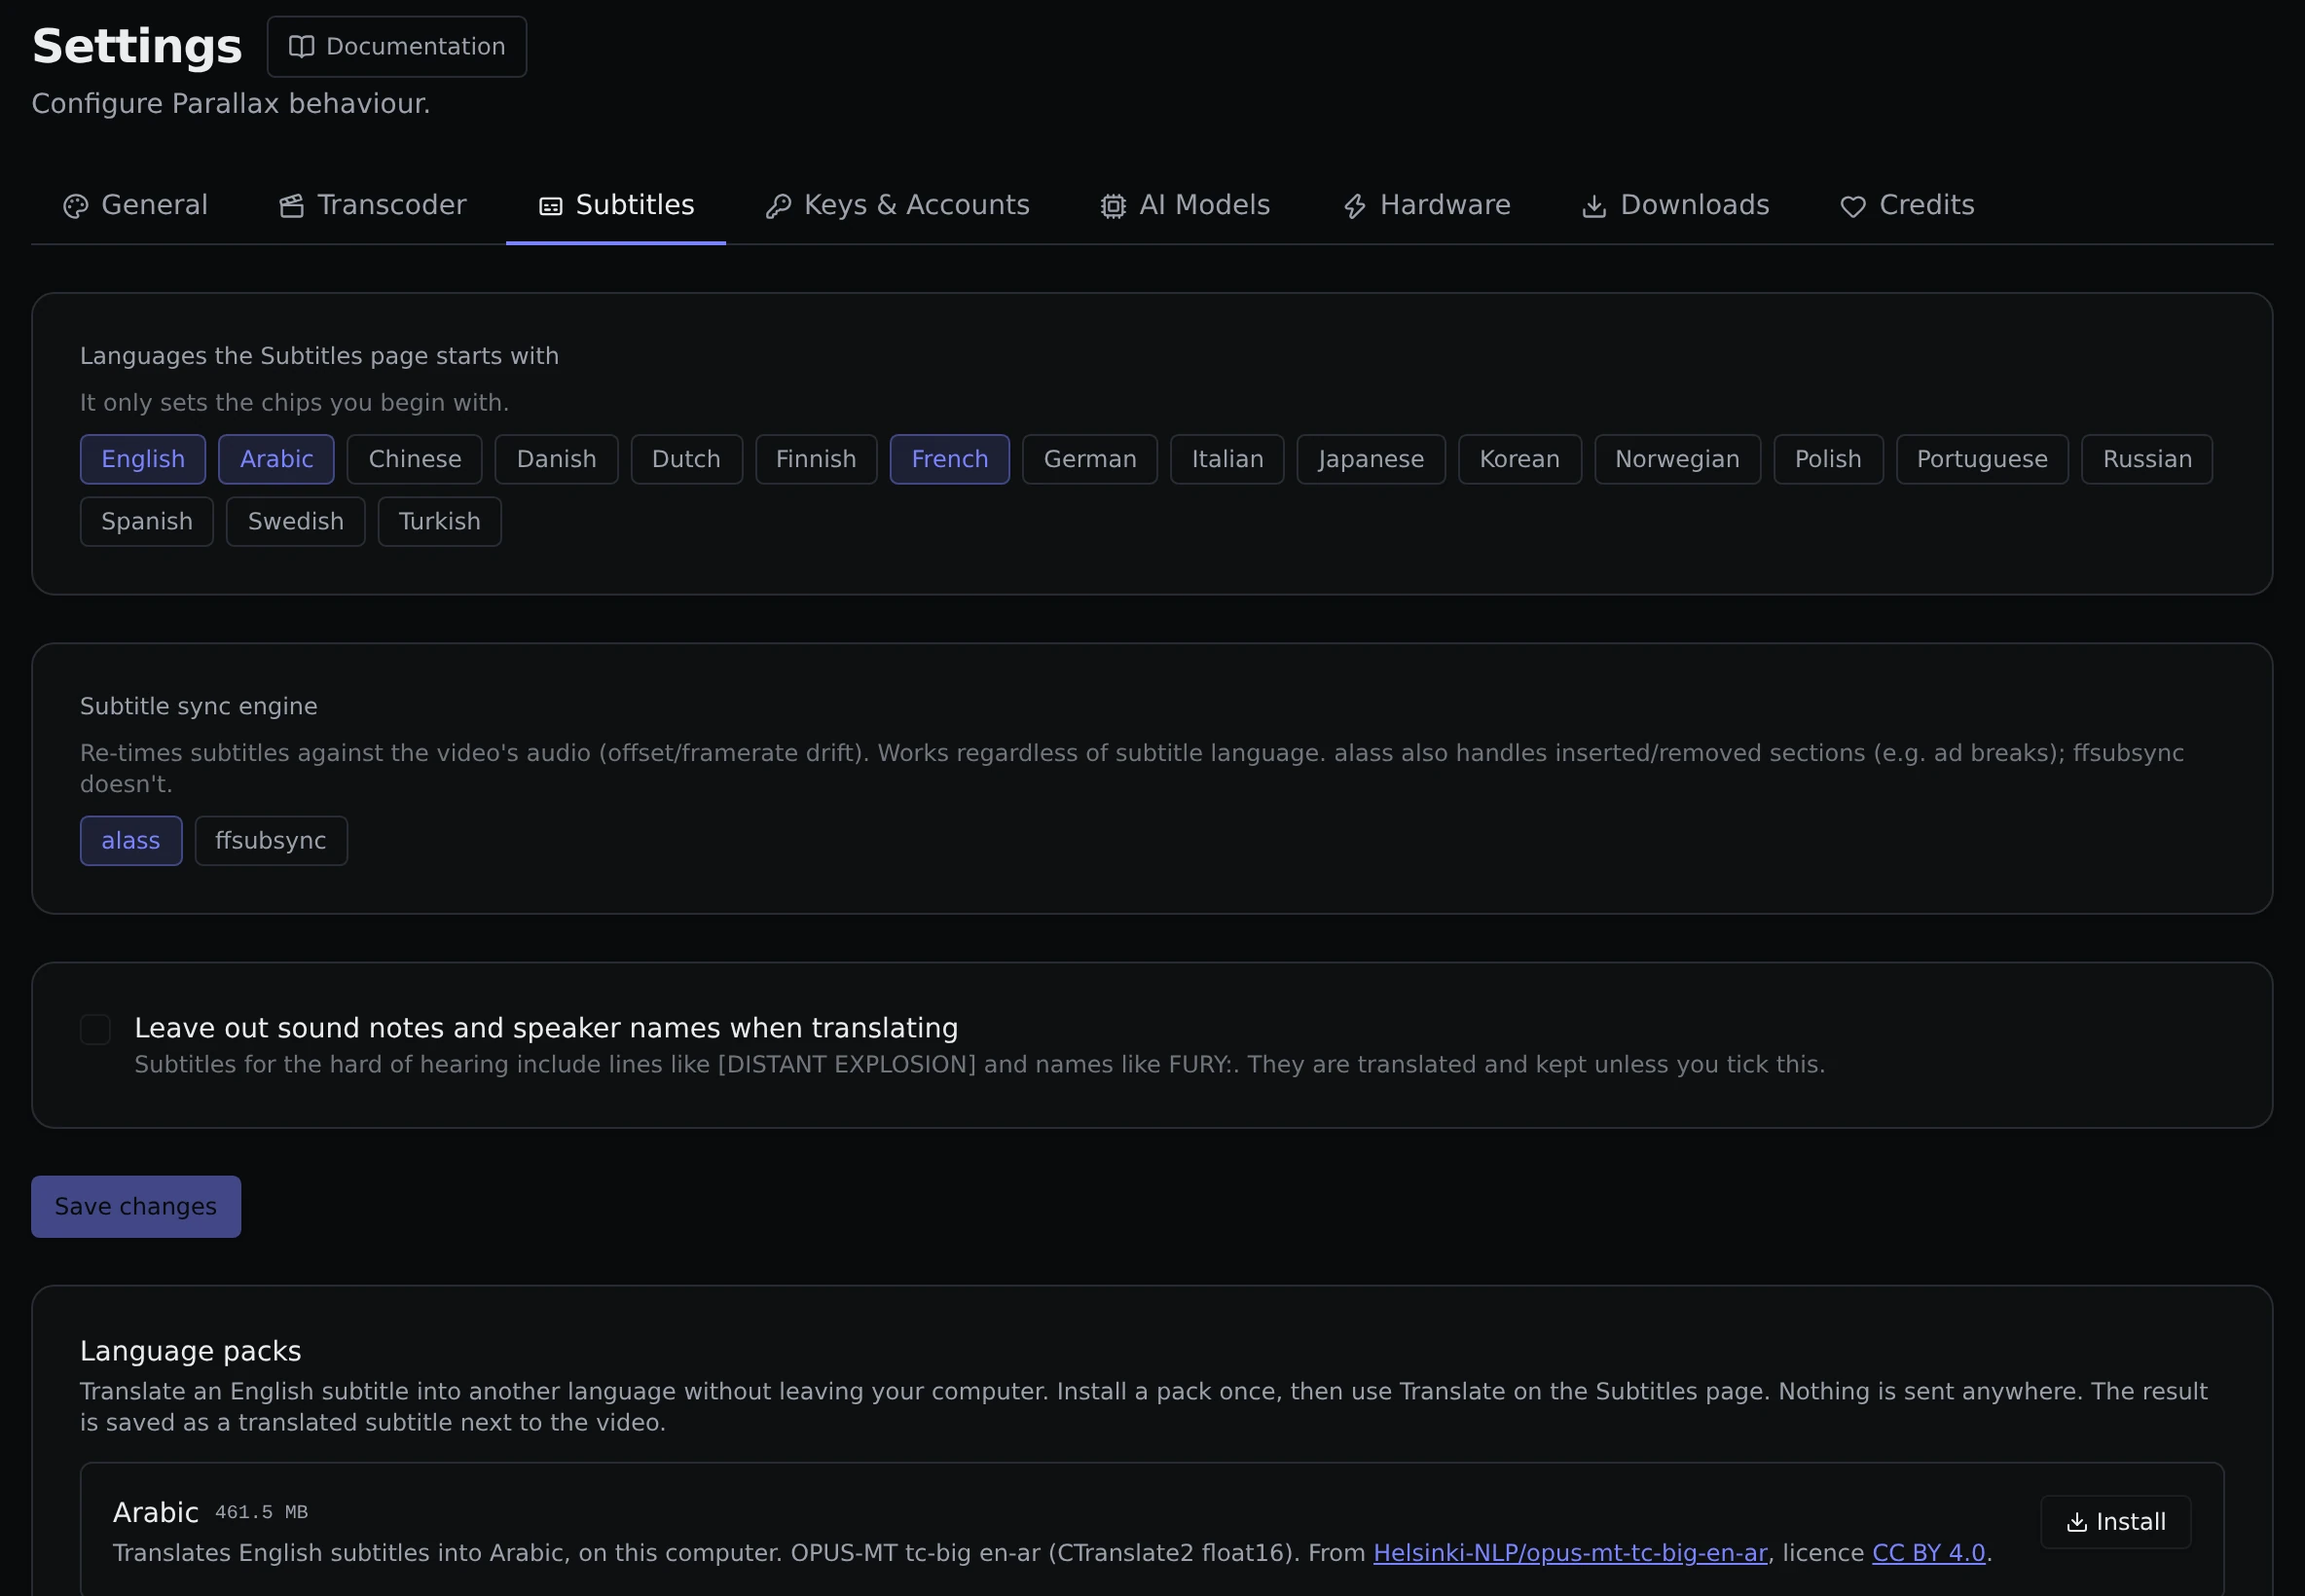 Settings
Documentation
Configure Parallax behaviour.
General
Transcoder
Subtitles
Keys & Accounts
AI Models
Hardware
Downloads
Credits
Languages the Subtitles page starts with
It only sets the chips you begin with.
English
Arabic
Chinese
Danish
Dutch
Finnish
French
German
Italian
Japanese
Korean
Norwegian
Polish
Portuguese
Russian
Spanish
Swedish
Turkish
Subtitle sync engine
Re-times subtitles against the video's audio (offset/framerate drift). Works regardless of subtitle language. alass also handles inserted/removed sections (e.g. ad breaks); ffsubsync
doesn't.
alass
ffsubsync
Leave out sound notes and speaker names when translating
Subtitles for the hard of hearing include lines like [DISTANT EXPLOSION] and names like FURY:. They are translated and kept unless you tick this.
Save changes
Language packs
Translate an English subtitle into another language without leaving your computer. Install a pack once, then use Translate on the Subtitles page. Nothing is sent anywhere. The result
is saved as a translated subtitle next to the video.
Arabic 461.5 MB
Install
Translates English subtitles into Arabic, on this computer. OPUS-MT tc-big en-ar (CTranslate2 float16). From Helsinki-NLP/opus-mt-tc-big-en-ar, licence CC BY 4.0.